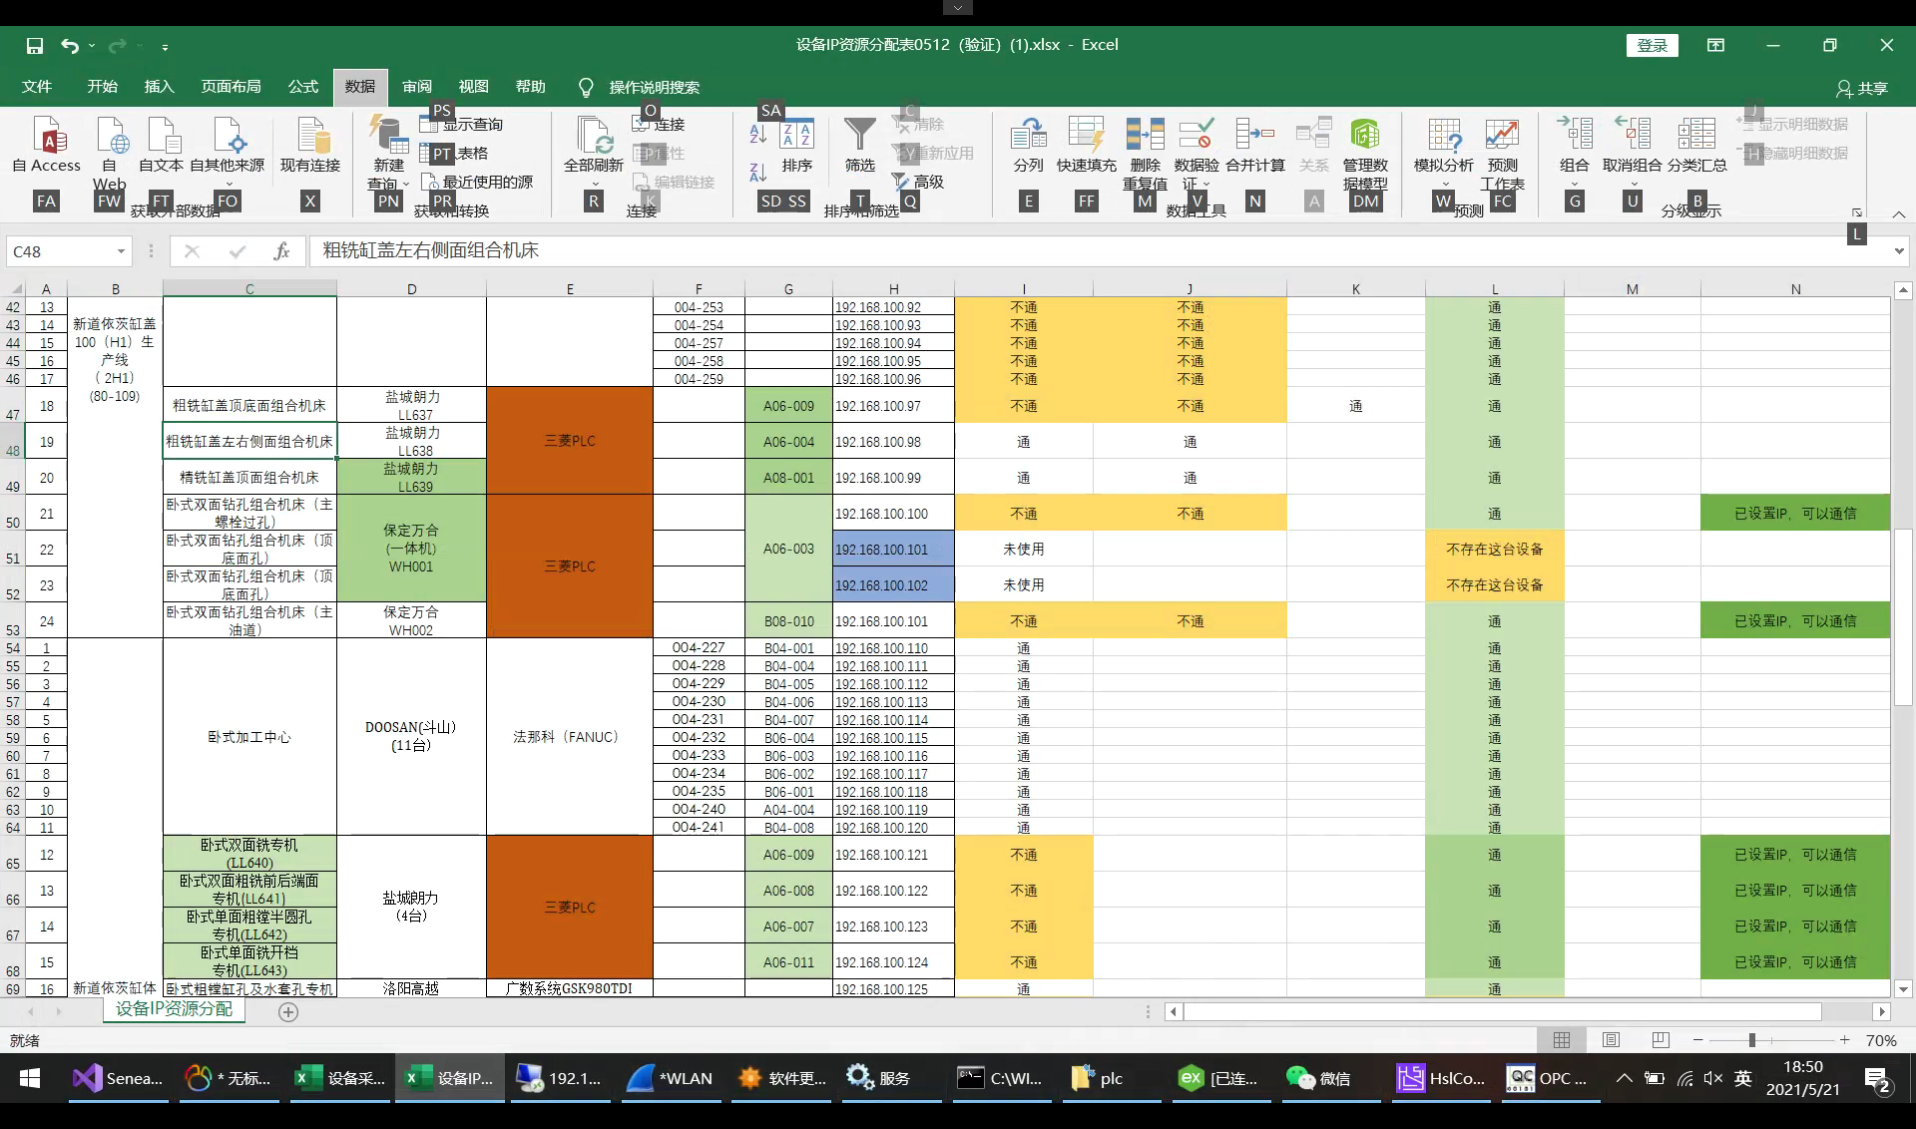 设备IP资源分配表0512（验证）(1).xlsx - Excel
登录
文件 开始 插入 页面布局 公式 数据 审阅 视图 帮助 操作说明搜索 共享
自 Access 自 Web 自文本 自其他来源 现有连接 新建查询 显示查询 表格 最近使用的源 全部刷新 连接 属性 编辑链接 排序 筛选 清除 重新应用 高级 分列 快速填充 删除重复值 数据验证 合并计算 关系 管理数据模型 模拟分析 预测工作表 组合 取消组合 分类汇总 显示明细数据 隐藏明细数据
PS O SA C J
PT P Y H
FA FW FT FO X PN PR R K SD SS T Q E FF M V N A DM W FC G U B
获取外部数据 获取和转换 连接 排序和筛选 数据工具 预测 分级显示
L
C48 fx 粗铣缸盖左右侧面组合机床
A B C D E F G H I J K L M N
新道依茨缸盖
100（H1）生
产线
（ 2H1）
(80-109)
42 13 004-253 192.168.100.92 不通 不通 通
43 14 004-254 192.168.100.93 不通 不通 通
44 15 004-257 192.168.100.94 不通 不通 通
45 16 004-258 192.168.100.95 不通 不通 通
46 17 004-259 192.168.100.96 不通 不通 通
47 18 粗铣缸盖顶底面组合机床 盐城朗力 LL637 A06-009 192.168.100.97 不通 不通 通 通
48 19 粗铣缸盖左右侧面组合机床 盐城朗力 LL638 三菱PLC A06-004 192.168.100.98 通 通 通
49 20 精铣缸盖顶面组合机床 盐城朗力 LL639 A08-001 192.168.100.99 通 通 通
50 21 卧式双面钻孔组合机床（主螺栓过孔） 192.168.100.100 不通 不通 通 已设置IP，可以通信
51 22 卧式双面钻孔组合机床（顶底面孔） 保定万合 (一体机) WH001 三菱PLC A06-003 192.168.100.101 未使用 不存在这台设备
52 23 卧式双面钻孔组合机床（顶底面孔） 192.168.100.102 未使用 不存在这台设备
53 24 卧式双面钻孔组合机床（主油道） 保定万合 WH002 B08-010 192.168.100.101 不通 不通 通 已设置IP，可以通信
54 1 004-227 B04-001 192.168.100.110 通 通
55 2 004-228 B04-004 192.168.100.111 通 通
56 3 004-229 B04-005 192.168.100.112 通 通
57 4 004-230 B04-006 192.168.100.113 通 通
58 5 004-231 B04-007 192.168.100.114 通 通
59 6 卧式加工中心 DOOSAN(斗山) (11台) 法那科（FANUC） 004-232 B06-004 192.168.100.115 通 通
60 7 004-233 B06-003 192.168.100.116 通 通
61 8 004-234 B06-002 192.168.100.117 通 通
62 9 004-235 B06-001 192.168.100.118 通 通
63 10 004-240 A04-004 192.168.100.119 通 通
64 11 004-241 B04-008 192.168.100.120 通 通
65 12 卧式双面铣专机 (LL640) A06-009 192.168.100.121 不通 通 已设置IP，可以通信
66 13 卧式双面粗铣前后端面专机(LL641) 盐城朗力 (4台) 三菱PLC A06-008 192.168.100.122 不通 通 已设置IP，可以通信
67 14 卧式单面粗镗半圆孔专机(LL642) A06-007 192.168.100.123 不通 通 已设置IP，可以通信
68 15 卧式单面铣开档专机(LL643) A06-011 192.168.100.124 不通 通 已设置IP，可以通信
69 16 新道依茨缸体 卧式粗镗缸孔及水套孔专机 洛阳高越 广数系统GSK980TDI 192.168.100.125 通 通
设备IP资源分配
就绪 70%
Senea... * 无标... 设备采... 设备IP... 192.1... *WLAN 软件更... 服务 C:\WI... plc [已连... 微信 HslCo... OPC ... 英
18:50
2021/5/21
2